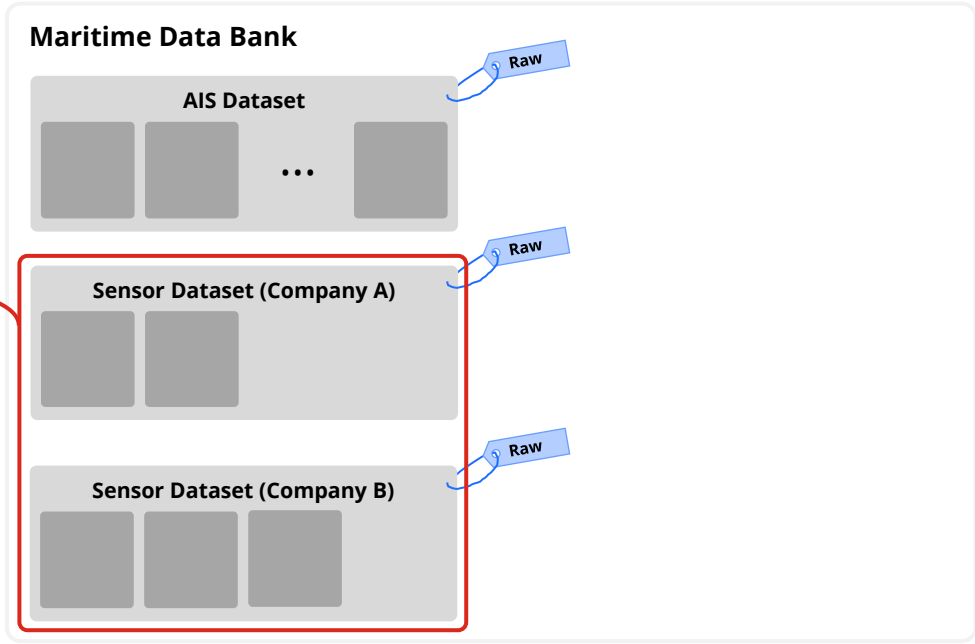 Maritime Data Bank
Raw
AIS Dataset
...
Raw
Sensor Dataset (Company A)
Raw
Sensor Dataset (Company B)